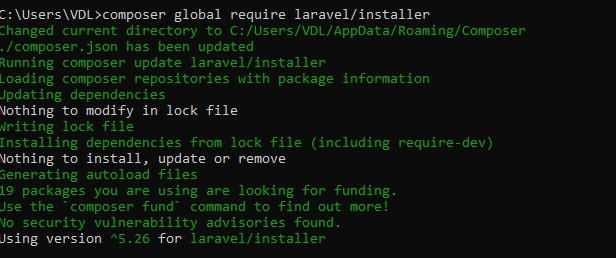 C:\Users\VDL>composer global require laravel/installer
Changed current directory to C:/Users/VDL/AppData/Roaming/Composer
./composer.json has been updated
Running composer update laravel/installer
Loading composer repositories with package information
Updating dependencies
Nothing to modify in lock file
Writing lock file
Installing dependencies from lock file (including require-dev)
Nothing to install, update or remove
Generating autoload files
19 packages you are using are looking for funding.
Use the `composer fund` command to find out more!
No security vulnerability advisories found.
Using version ^5.26 for laravel/installer